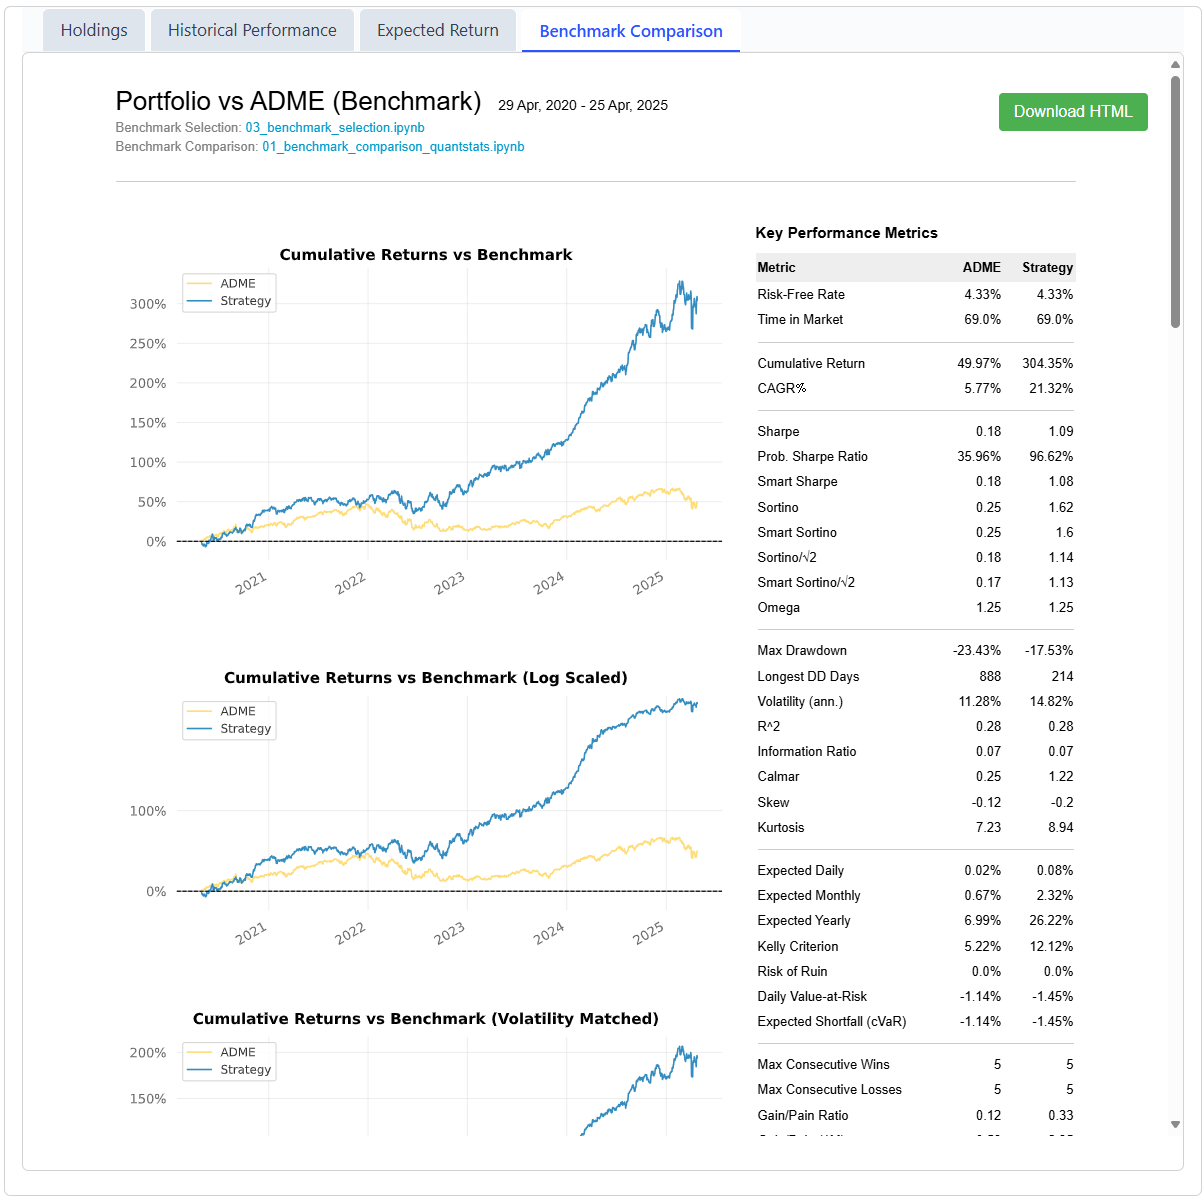 Holdings
Historical Performance
Expected Return
Benchmark Comparison
Portfolio vs ADME (Benchmark) 29 Apr, 2020 - 25 Apr, 2025
Download HTML
Benchmark Selection: 03_benchmark_selection.ipynb
Benchmark Comparison: 01_benchmark_comparison_quantstats.ipynb
Cumulative Returns vs Benchmark
ADME
Strategy
300%
250%
200%
150%
100%
50%
0%
2021 2022 2023 2024 2025
Cumulative Returns vs Benchmark (Log Scaled)
ADME
Strategy
100%
0%
2021 2022 2023 2024 2025
Cumulative Returns vs Benchmark (Volatility Matched)
ADME
Strategy
200%
150%
Key Performance Metrics
Metric ADME Strategy
Risk-Free Rate 4.33% 4.33%
Time in Market 69.0% 69.0%
Cumulative Return 49.97% 304.35%
CAGR﹪ 5.77% 21.32%
Sharpe 0.18 1.09
Prob. Sharpe Ratio 35.96% 96.62%
Smart Sharpe 0.18 1.08
Sortino 0.25 1.62
Smart Sortino 0.25 1.6
Sortino/√2 0.18 1.14
Smart Sortino/√2 0.17 1.13
Omega 1.25 1.25
Max Drawdown -23.43% -17.53%
Longest DD Days 888 214
Volatility (ann.) 11.28% 14.82%
R^2 0.28 0.28
Information Ratio 0.07 0.07
Calmar 0.25 1.22
Skew -0.12 -0.2
Kurtosis 7.23 8.94
Expected Daily 0.02% 0.08%
Expected Monthly 0.67% 2.32%
Expected Yearly 6.99% 26.22%
Kelly Criterion 5.22% 12.12%
Risk of Ruin 0.0% 0.0%
Daily Value-at-Risk -1.14% -1.45%
Expected Shortfall (cVaR) -1.14% -1.45%
Max Consecutive Wins 5 5
Max Consecutive Losses 5 5
Gain/Pain Ratio 0.12 0.33